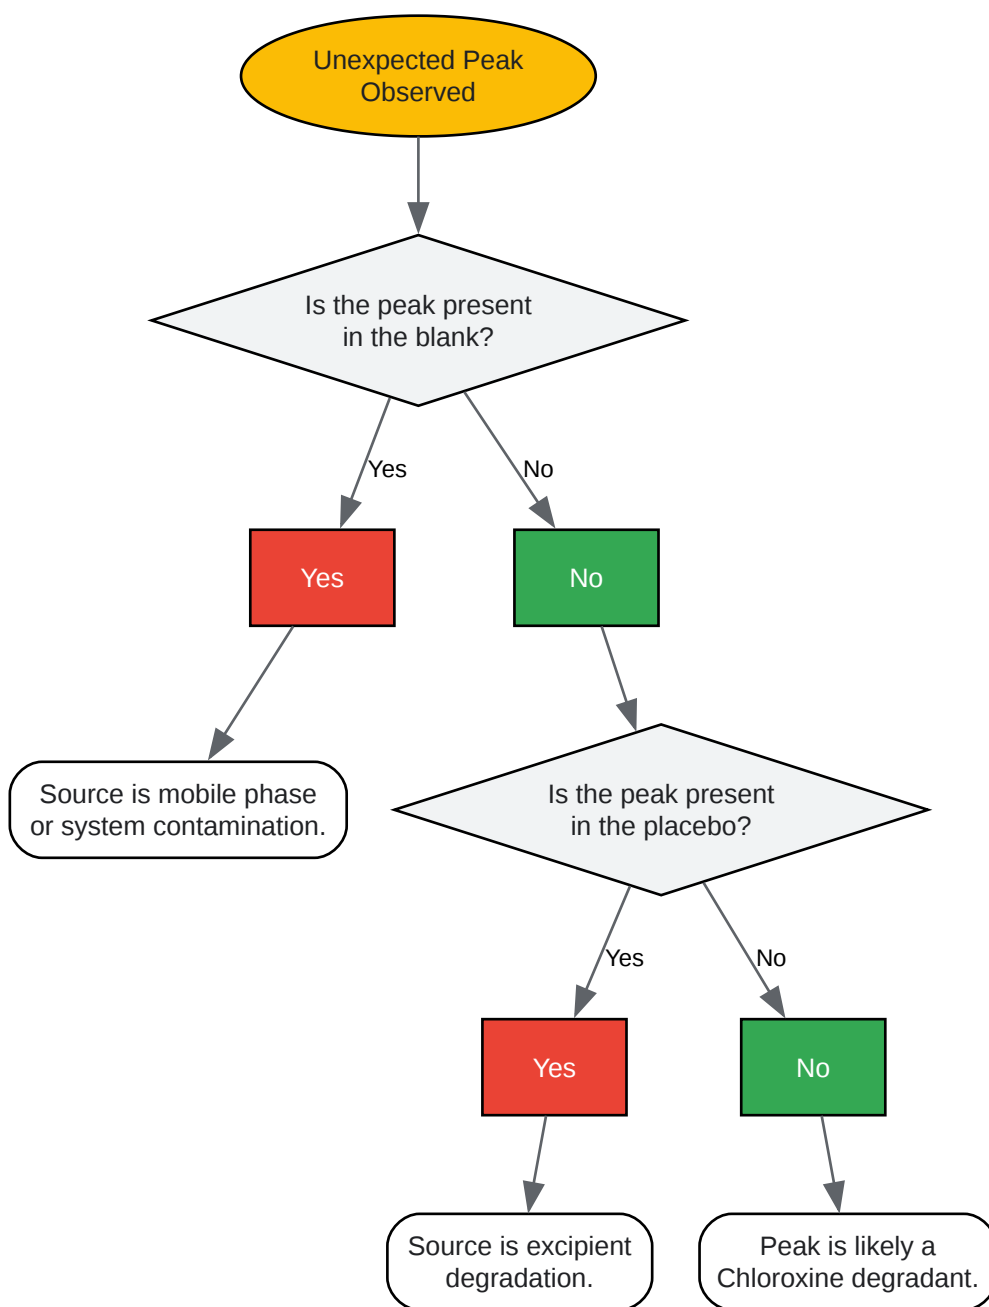 Unexpected Peak
Observed
Is the peak present
in the blank?
Yes
No
Yes
No
Source is mobile phase
or system contamination.
Is the peak present
in the placebo?
Yes
No
Yes
No
Source is excipient
degradation.
Peak is likely a
Chloroxine degradant.